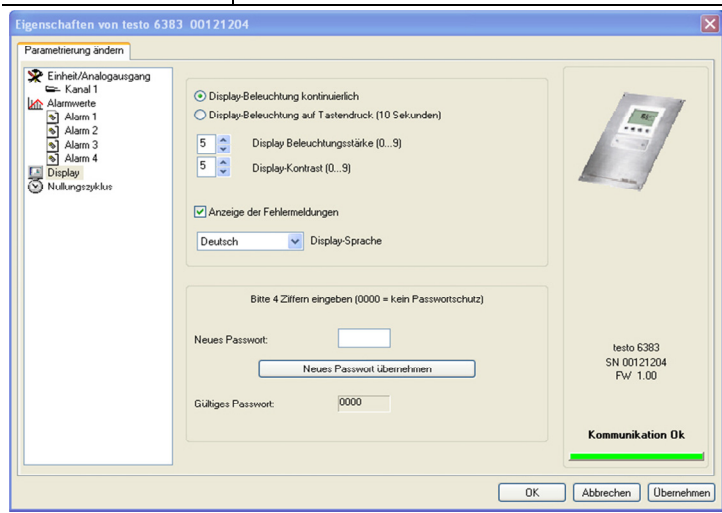 Eigenschaften von testo 6383 00121204
Parametrierung ändern
Einheit/Analogausgang
Kanal 1
Alarmwerte
Alarm 1
Alarm 2
Alarm 3
Alarm 4
Display
Nullungszyklus
Display-Beleuchtung kontinuierlich
Display-Beleuchtung auf Tastendruck (10 Sekunden)
5 Display Beleuchtungsstärke (0...9)
5 Display-Kontrast (0...9)
Anzeige der Fehlermeldungen
Deutsch Display-Sprache
Bitte 4 Ziffern eingeben (0000 = kein Passwortschutz)
Neues Passwort:
Neues Passwort übernehmen
Gültiges Passwort: 0000
testo 6383
SN 00121204
FW 1.00
Kommunikation Ok
OK Abbrechen Übernehmen